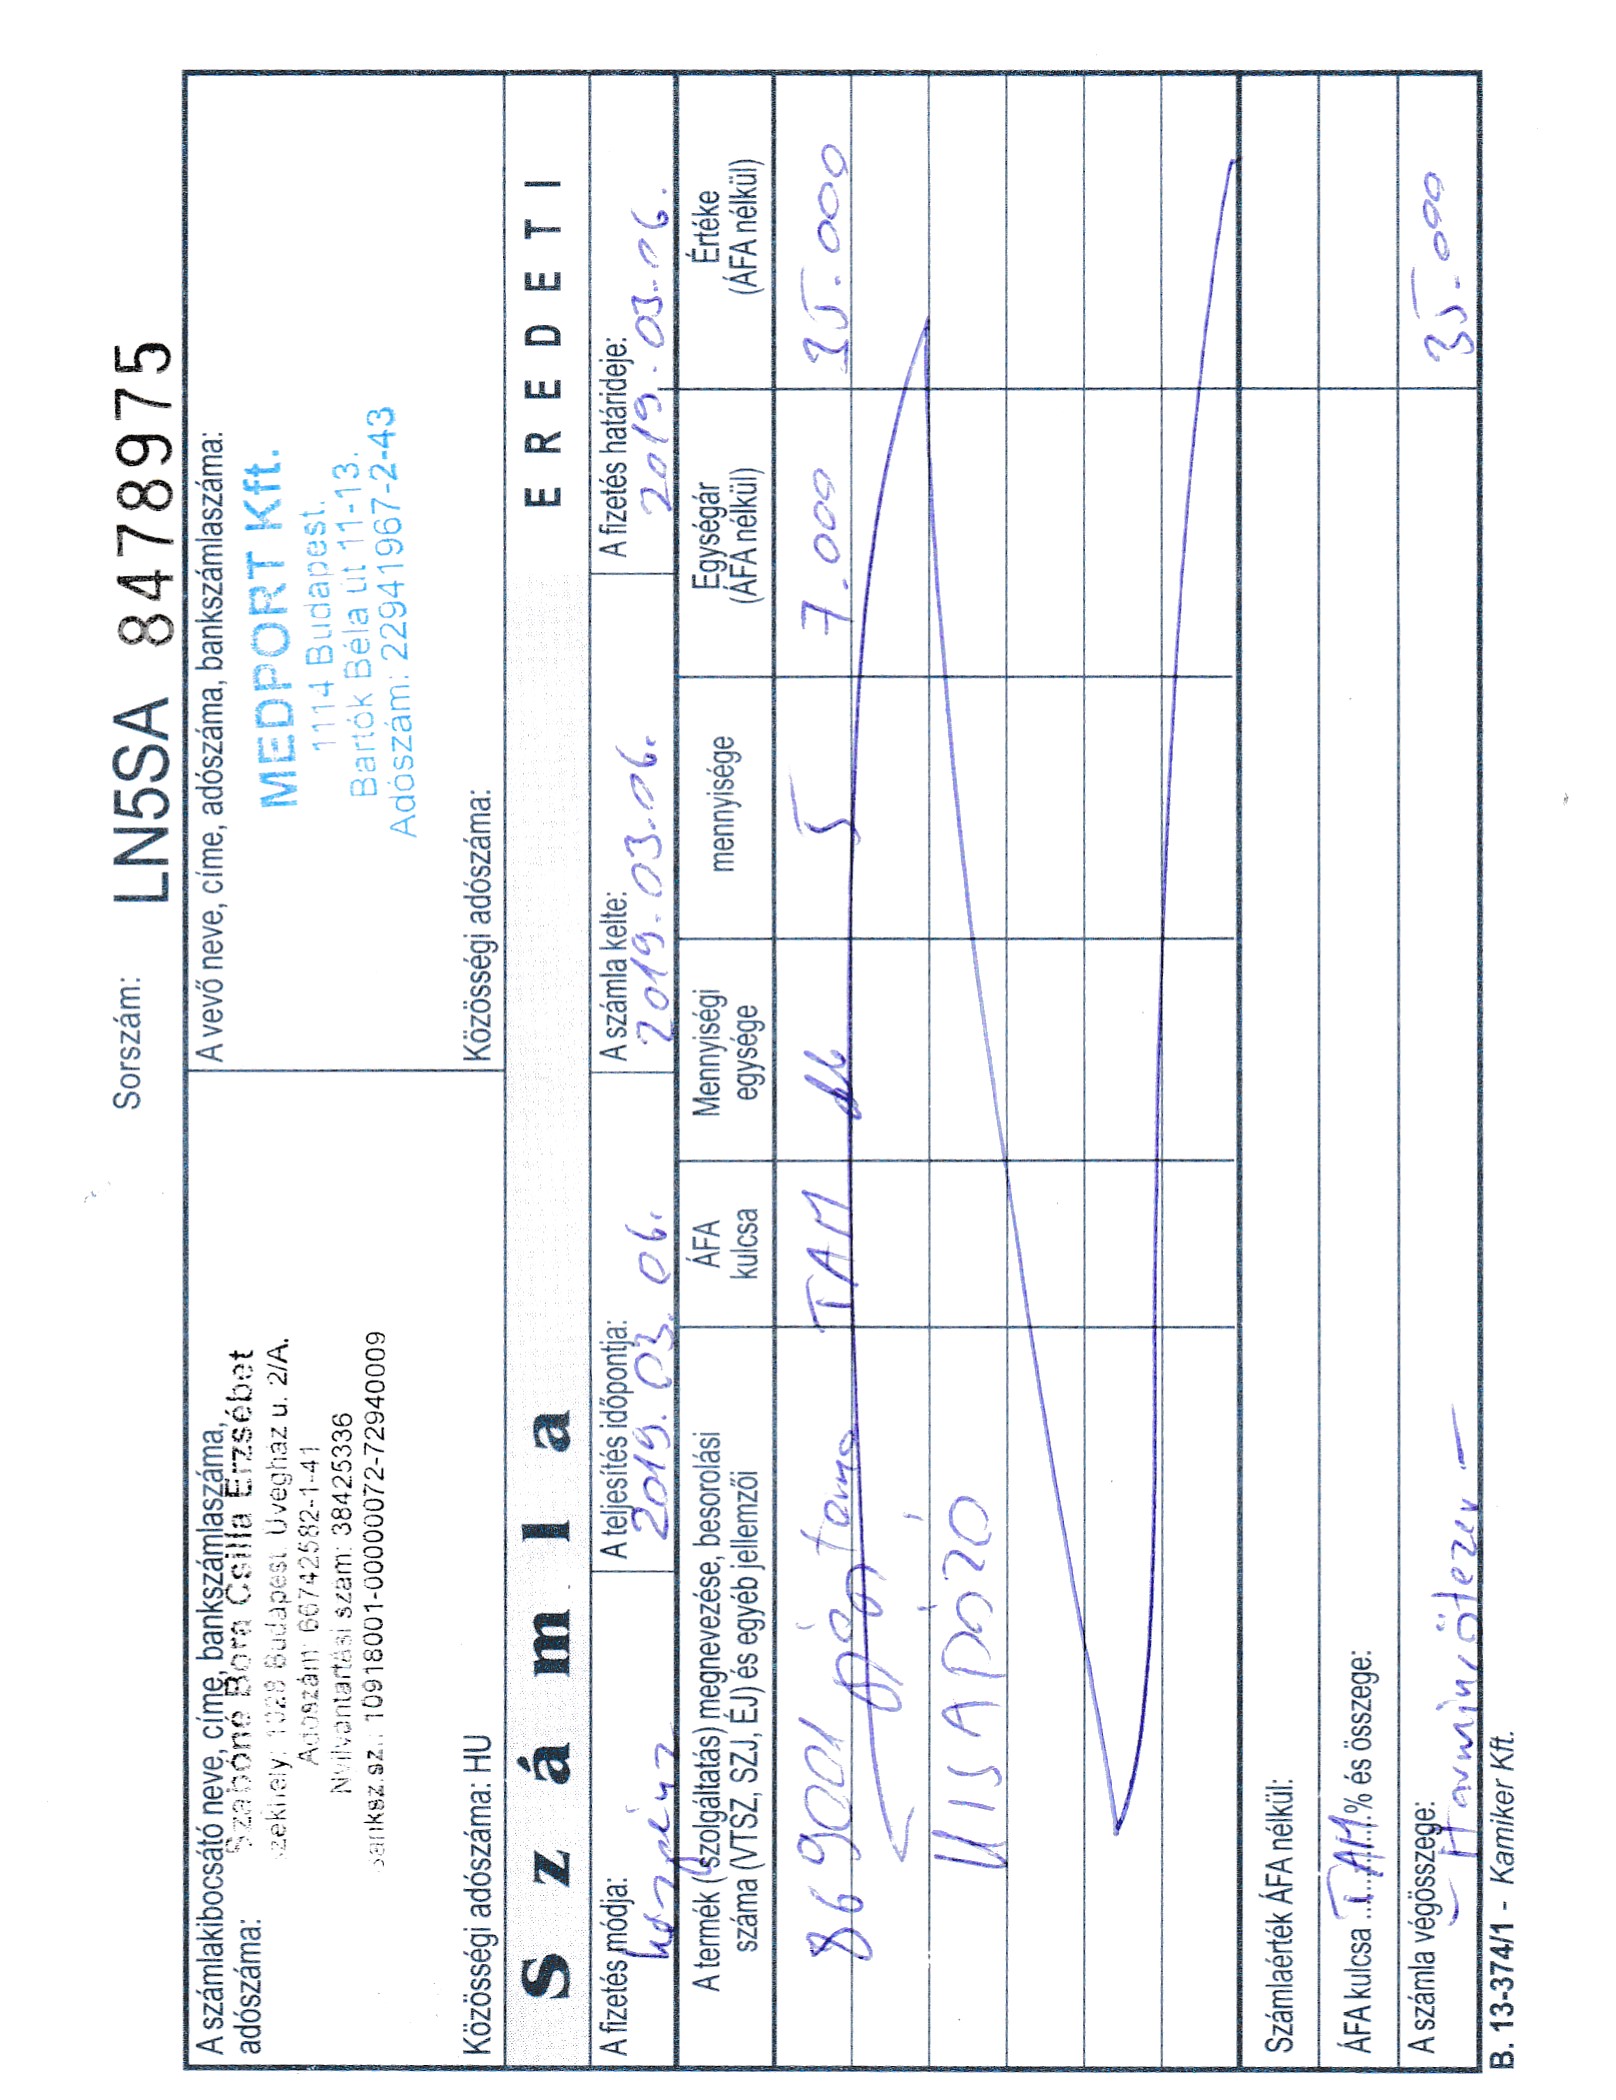 Sorszám: LN5SA 8478975
A számlakibocsátó neve, címe, bankszámlaszáma,
adószáma:
Szabóné Bora Csilla Erzsébet
1028 Budapest Üvegház u. 2/A.
Adószám: 66742582-1-41
Nyilvántartási szám: 38425336
banksz.sz.: 10918001-00000072-72940009
Közösségi adószáma: HU
A vevő neve, címe, adószáma, bankszámlaszáma:
MEDPORT Kft.
1114 Budapest.
Bartók Béla út 11-13.
Adószám: 22941967-2-43
Közösségi adószáma:
Számla EREDETI
A fizetés módja:
készpénz
A teljesítés időpontja:
2019.03.06.
A számla kelte:
2019.03.06.
A fizetés határideje:
2019.03.06.
A termék (szolgáltatás) megnevezése, besorolási
száma (VTSZ, SZJ, ÉJ) és egyéb jellemzői
ÁFA
kulcsa
Mennyiségi
egysége
mennyisége
Egységár
(ÁFA nélkül)
Értéke
(ÁFA nélkül)
869001 TAM db 5 7.000 35.000
KISADÓZÓ
Számlaérték ÁFA nélkül:
ÁFA kulcsa TAM % és összege:
A számla végösszege: 35.000
Harmincötezer
B. 13-374/1 - Kamiker Kft.